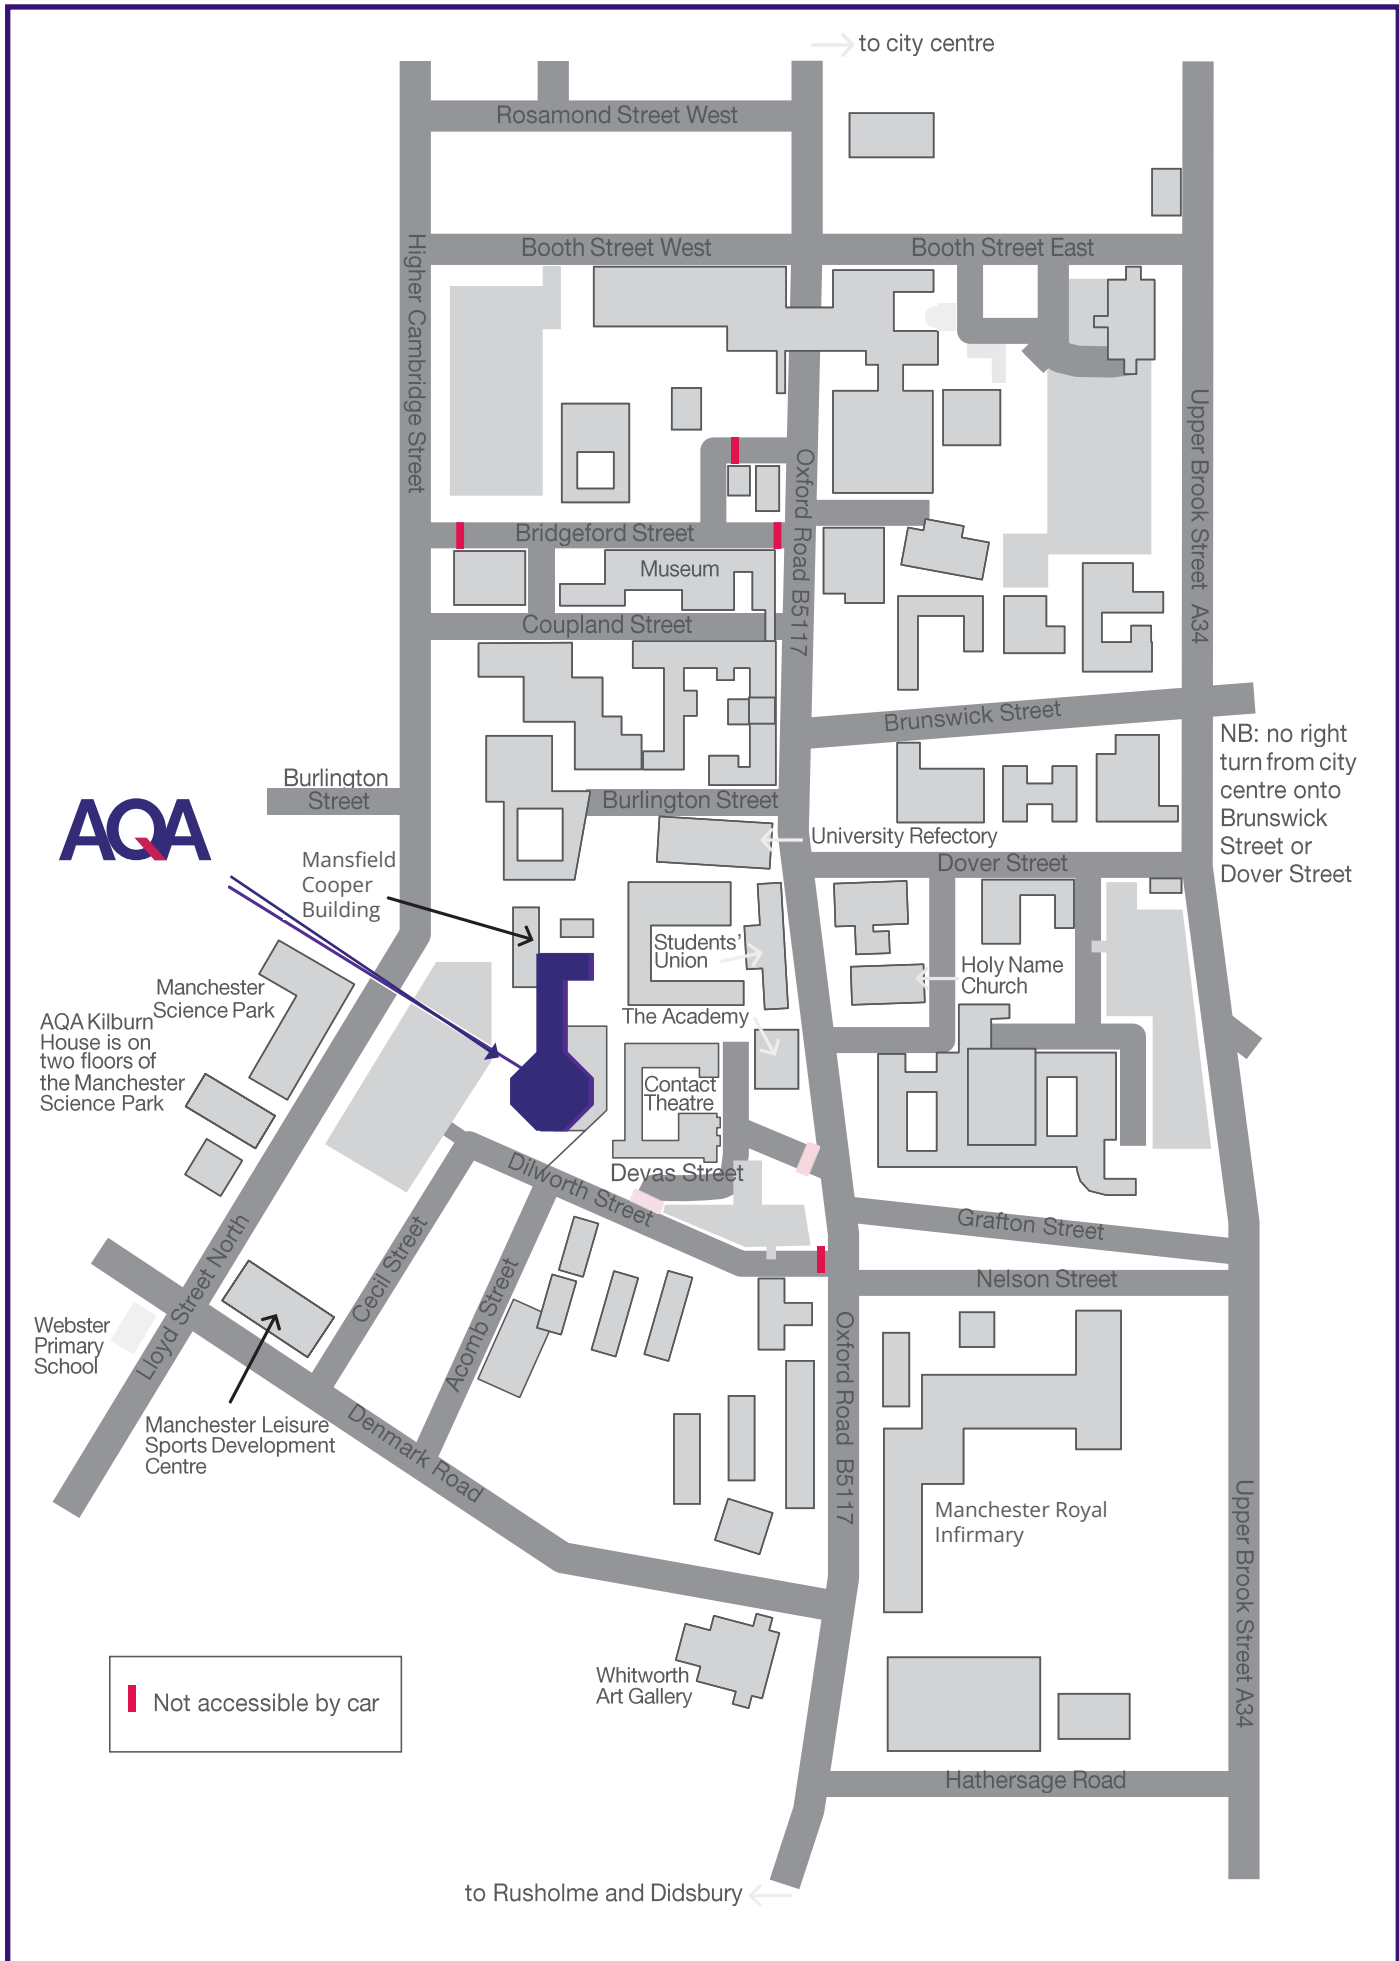 to city centre
Rosamond Street West
Booth Street West
Booth Street East
Higher Cambridge Street
Upper Brook Street A34
Oxford Road B5117
Bridgeford Street
Museum
Coupland Street
Brunswick Street
NB: no right
turn from city
centre onto
Brunswick
Street or
Dover Street
Burlington
Street
Burlington Street
AQA
University Refectory
Mansfield
Cooper
Building
Dover Street
Students'
Union
Holy Name
Church
Manchester
Science Park
The Academy
AQA Kilburn
House is on
two floors of
the Manchester
Science Park
Contact
Theatre
Devas Street
Dilworth Street
Grafton Street
Nelson Street
Lloyd Street North
Cecil Street
Acomb Street
Webster
Primary
School
Oxford Road B5117
Manchester Leisure
Sports Development
Centre
Denmark Road
Manchester Royal
Infirmary
Upper Brook Street A34
Whitworth
Art Gallery
Not accessible by car
Hathersage Road
to Rusholme and Didsbury